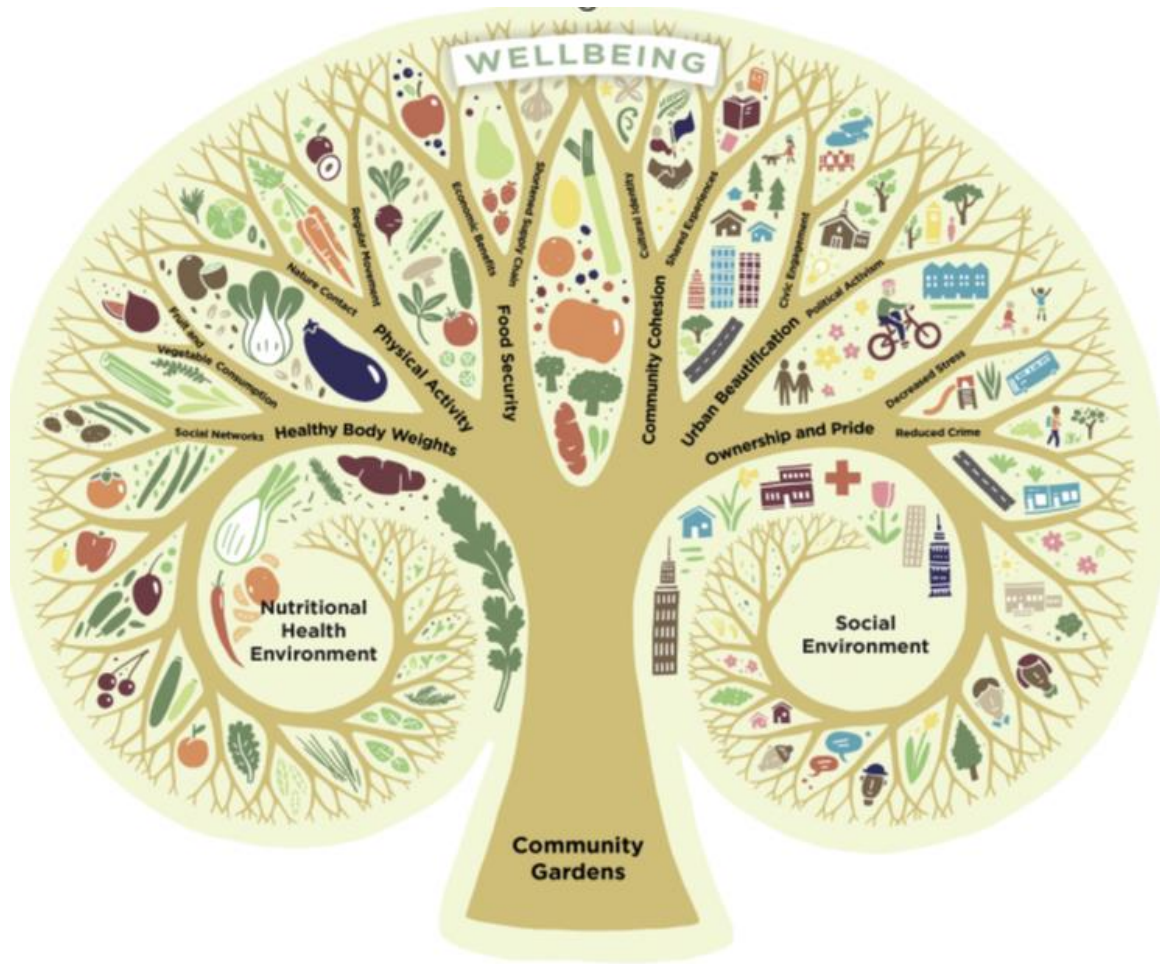 WELLBEING
Shortened Supply Chain
Cultural Identity
Economic Benefits
Shared Experiences
Regular Movement
Civic Engagement
Nature Contact
Political Activism
Fruit and
Vegetable Consumption
Physical Activity
Food Security
Community Cohesion
Urban Beautification
Decreased Stress
Social Networks
Healthy Body Weights
Ownership and Pride
Reduced Crime
Nutritional
Health
Environment
Social
Environment
Community
Gardens